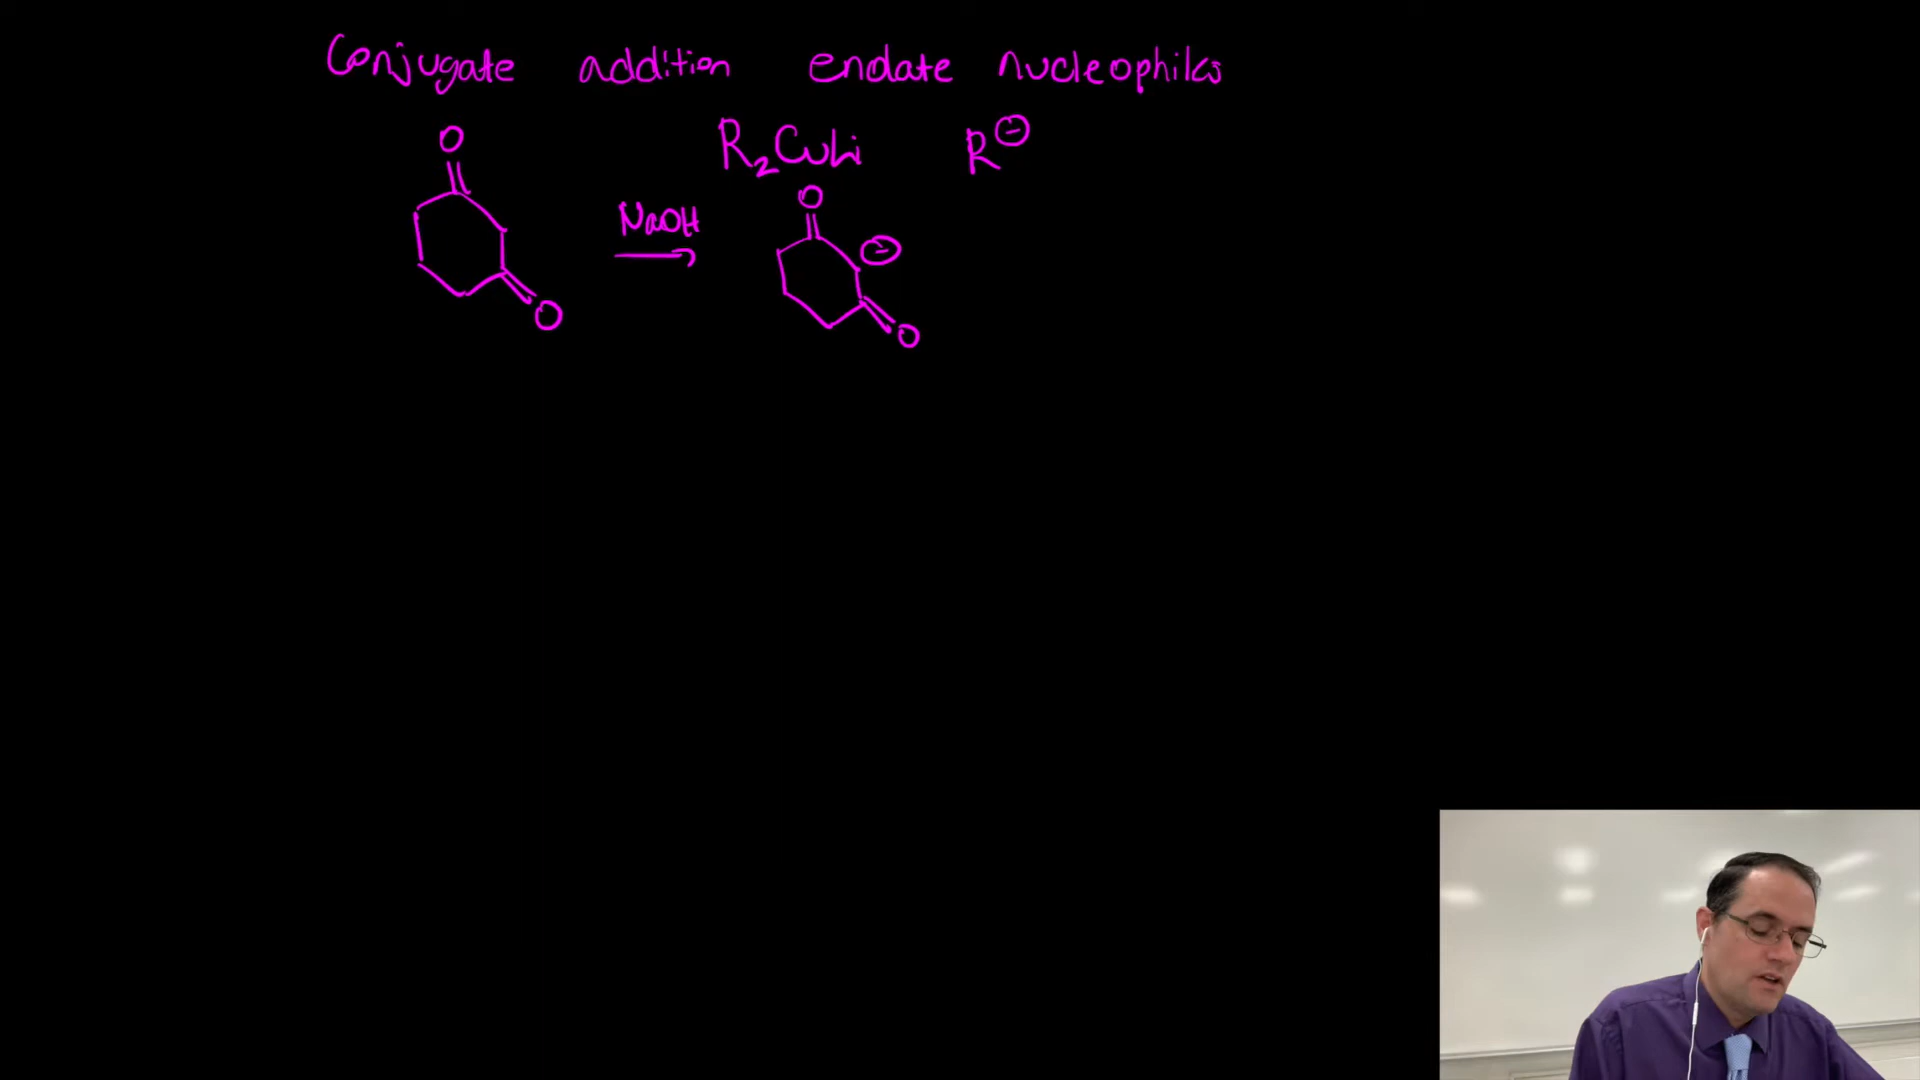 Conjugate addition enolate nucleophiles
R₂CuLi R⊖
O
NaOH
O
⊖
O
O